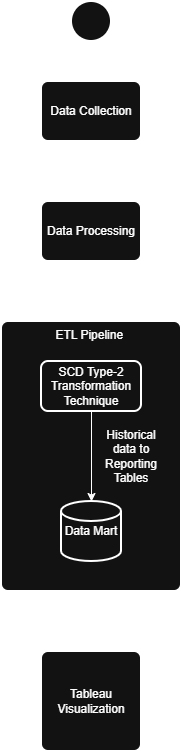 Data Collection
Data Processing
ETL Pipeline
SCD Type-2
Transformation
Technique
Historical
data to
Reporting
Tables
Data Mart
Tableau
Visualization